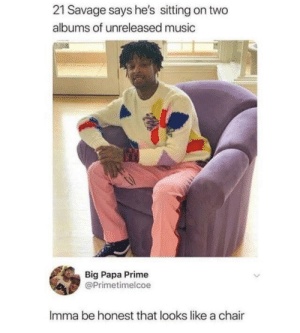 21 Savage says he's sitting on two
albums of unreleased music
Big Papa Prime
@Primetimelcoe
Imma be honest that looks like a chair